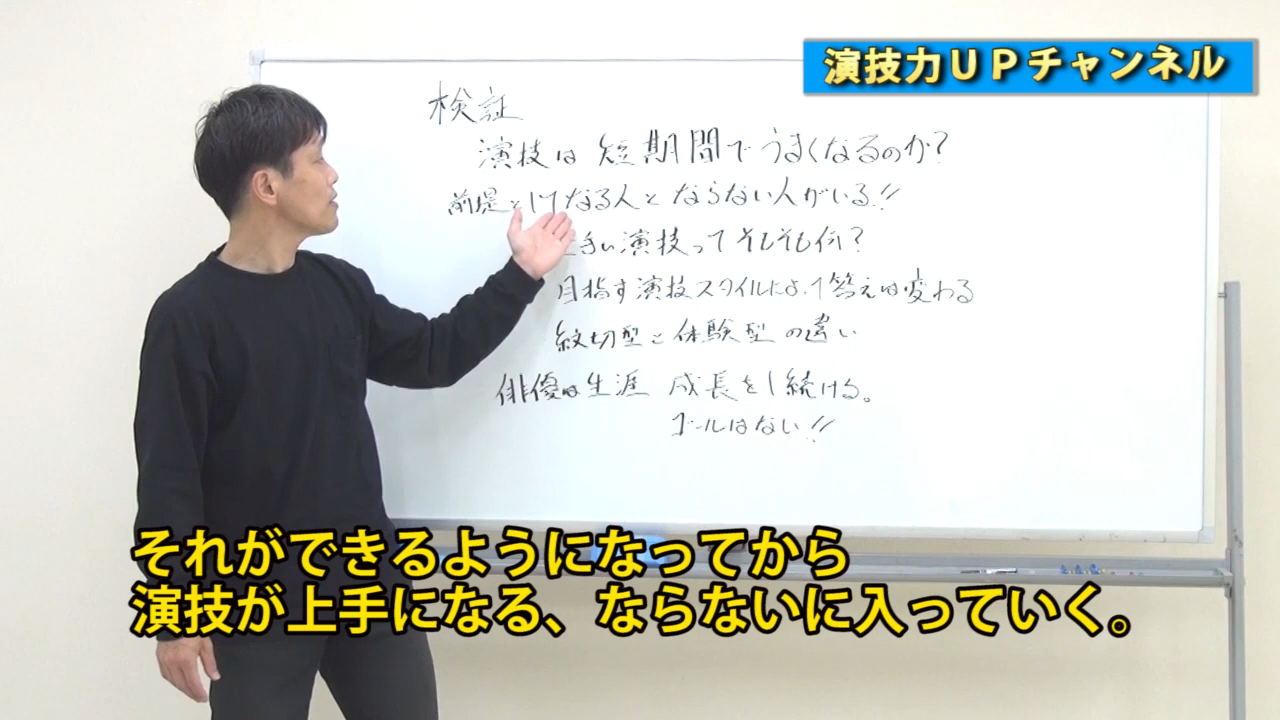 演技力UPチャンネル
検証
演技は短期間でうまくなるのか?
前提としてなる人とならない人がいる!!
手い演技ってそもそも何?
目指す演技スタイルによって答えは変わる
紋切型と体験型の違い
俳優は生涯 成長をし続ける。
ゴールはない!!
それができるようになってから
演技が上手になる、ならないに入っていく。